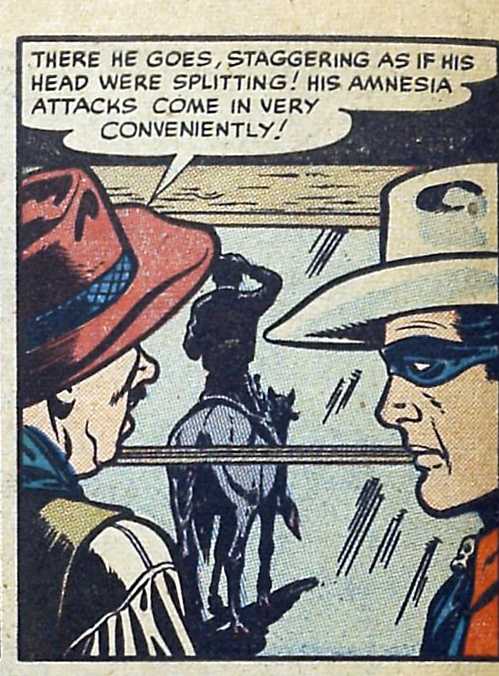 THERE HE GOES, STAGGERING AS IF HIS
HEAD WERE SPLITTING! HIS AMNESIA
ATTACKS COME IN VERY
CONVENIENTLY!